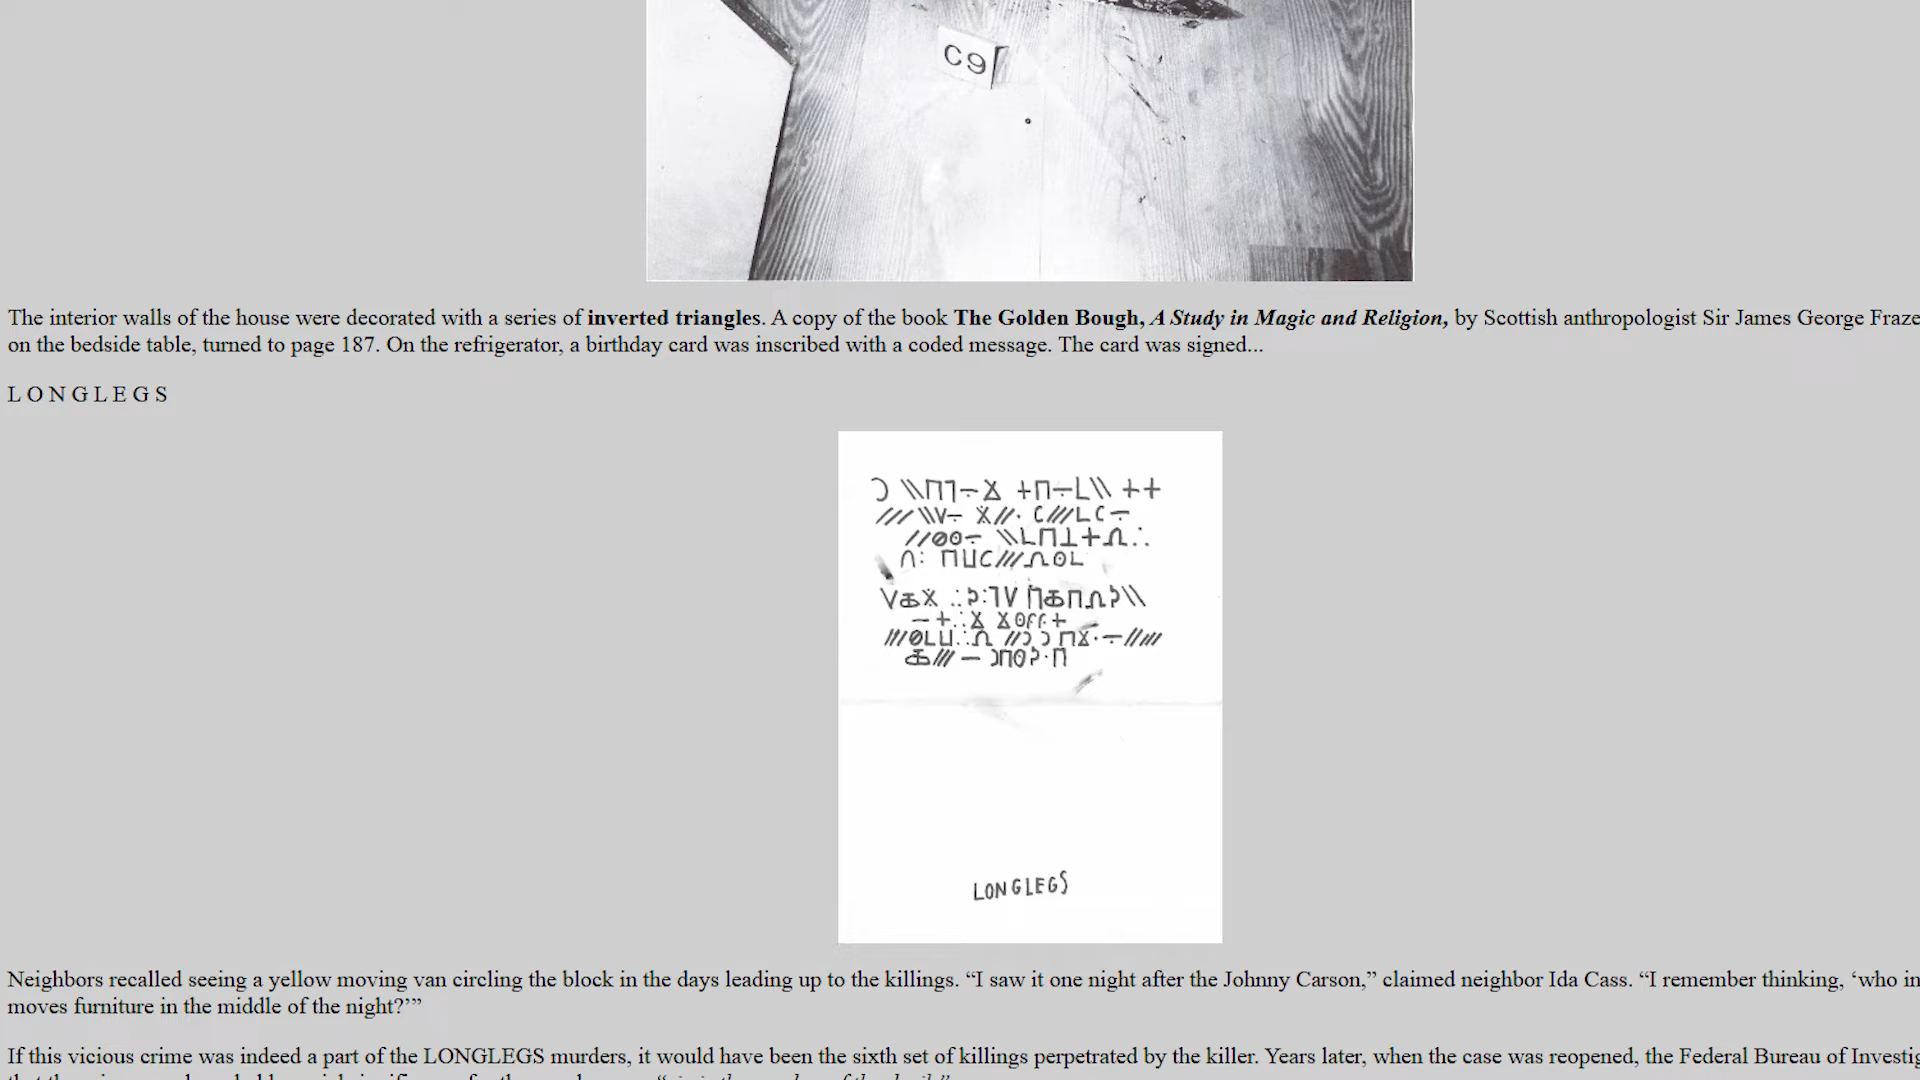 C9
The interior walls of the house were decorated with a series of inverted triangles. A copy of the book The Golden Bough, A Study in Magic and Religion, by Scottish anthropologist Sir James George Fraze
on the bedside table, turned to page 187. On the refrigerator, a birthday card was inscribed with a coded message. The card was signed...
L O N G L E G S
LONGLEGS
Neighbors recalled seeing a yellow moving van circling the block in the days leading up to the killings. “I saw it one night after the Johnny Carson,” claimed neighbor Ida Cass. “I remember thinking, ‘who in
moves furniture in the middle of the night?’”
If this vicious crime was indeed a part of the LONGLEGS murders, it would have been the sixth set of killings perpetrated by the killer. Years later, when the case was reopened, the Federal Bureau of Investig